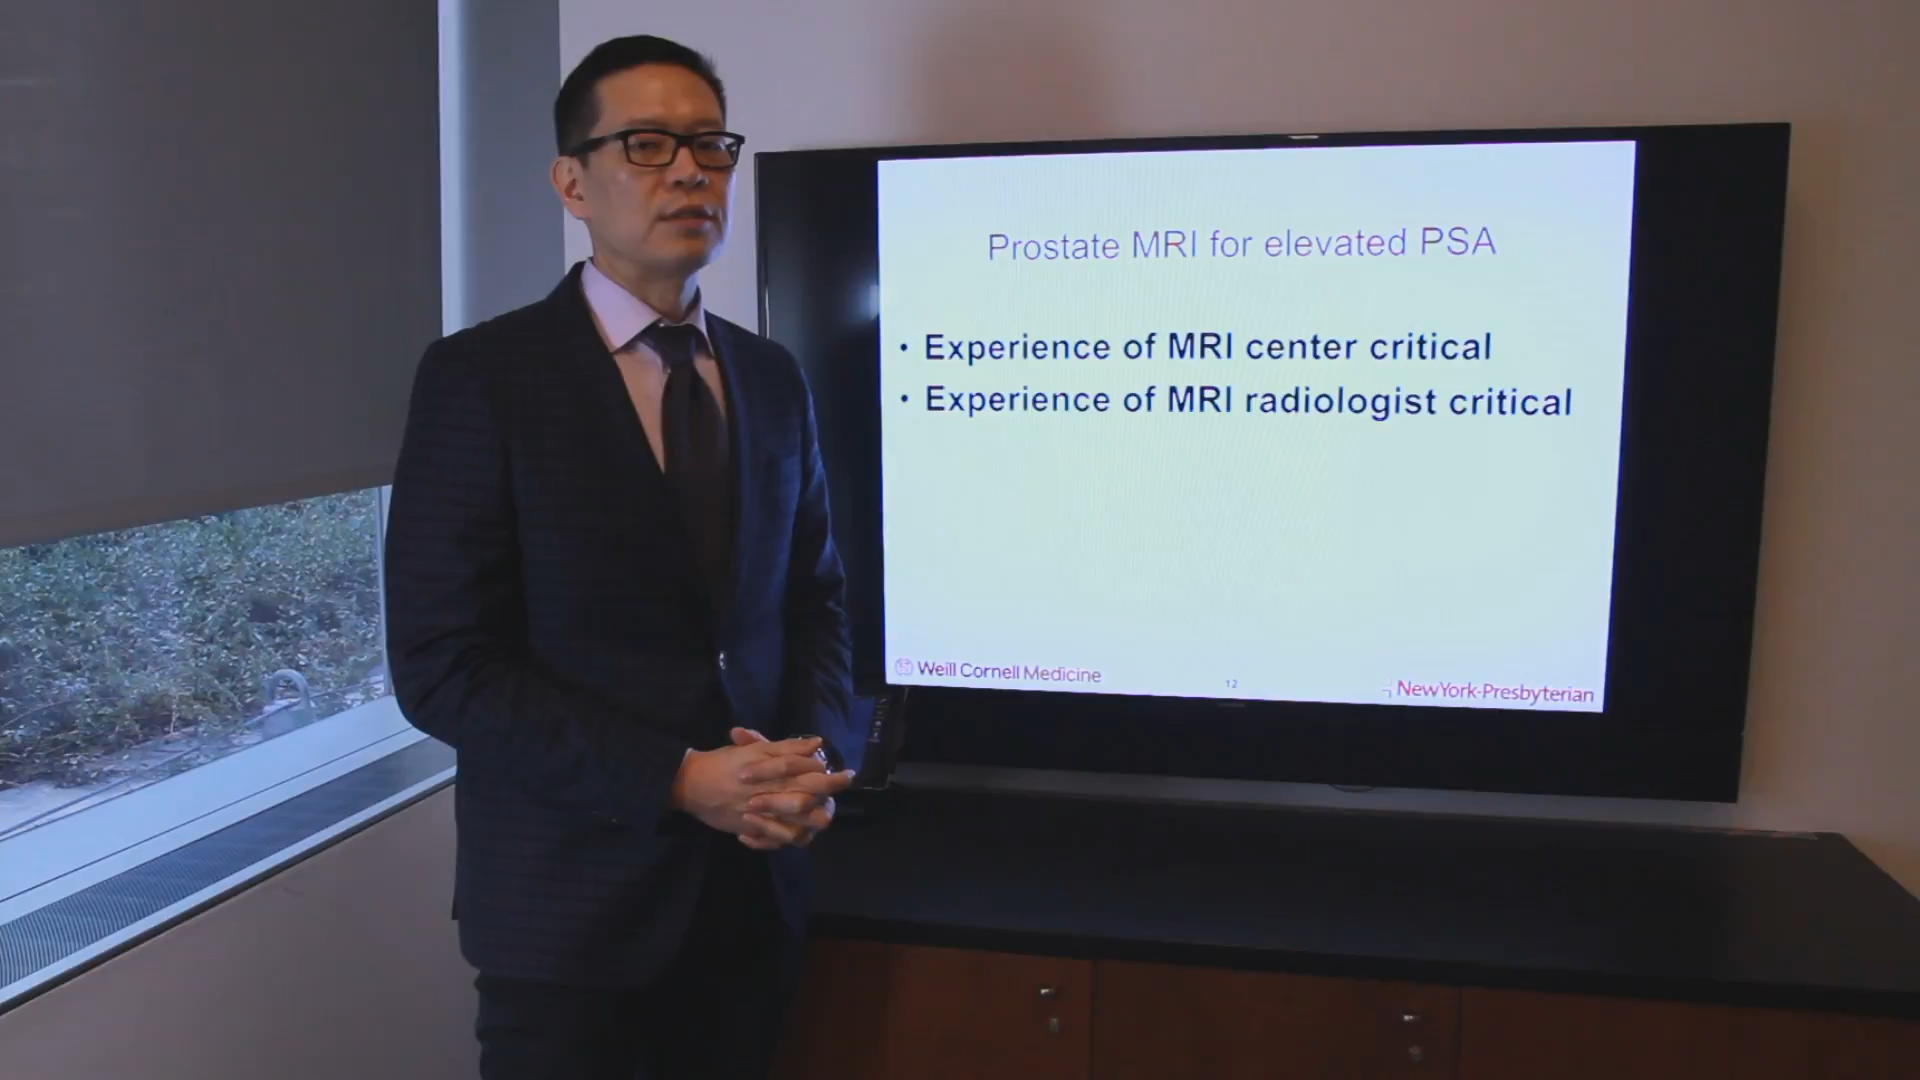 Prostate MRI for elevated PSA
• Experience of MRI center critical
• Experience of MRI radiologist critical
Weill Cornell Medicine
12
NewYork-Presbyterian